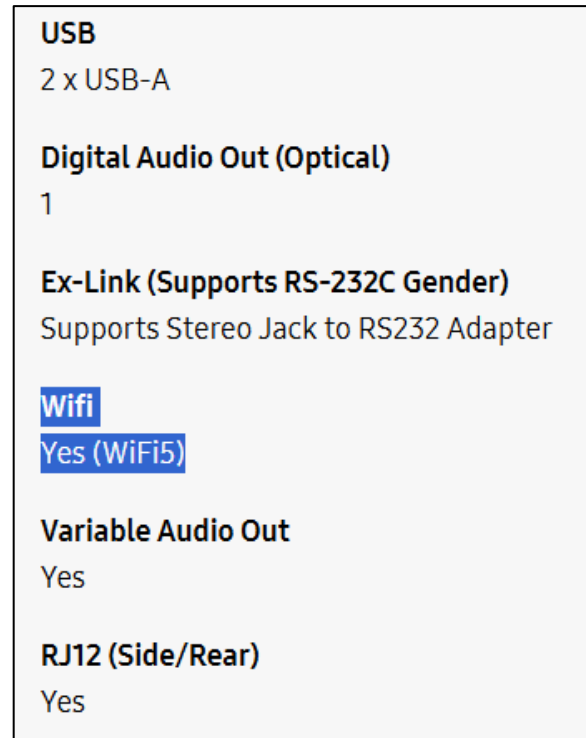 USB
2 x USB-A
Digital Audio Out (Optical)
1
Ex-Link (Supports RS-232C Gender)
Supports Stereo Jack to RS232 Adapter
Wifi
Yes (WiFi5)
Variable Audio Out
Yes
RJ12 (Side/Rear)
Yes